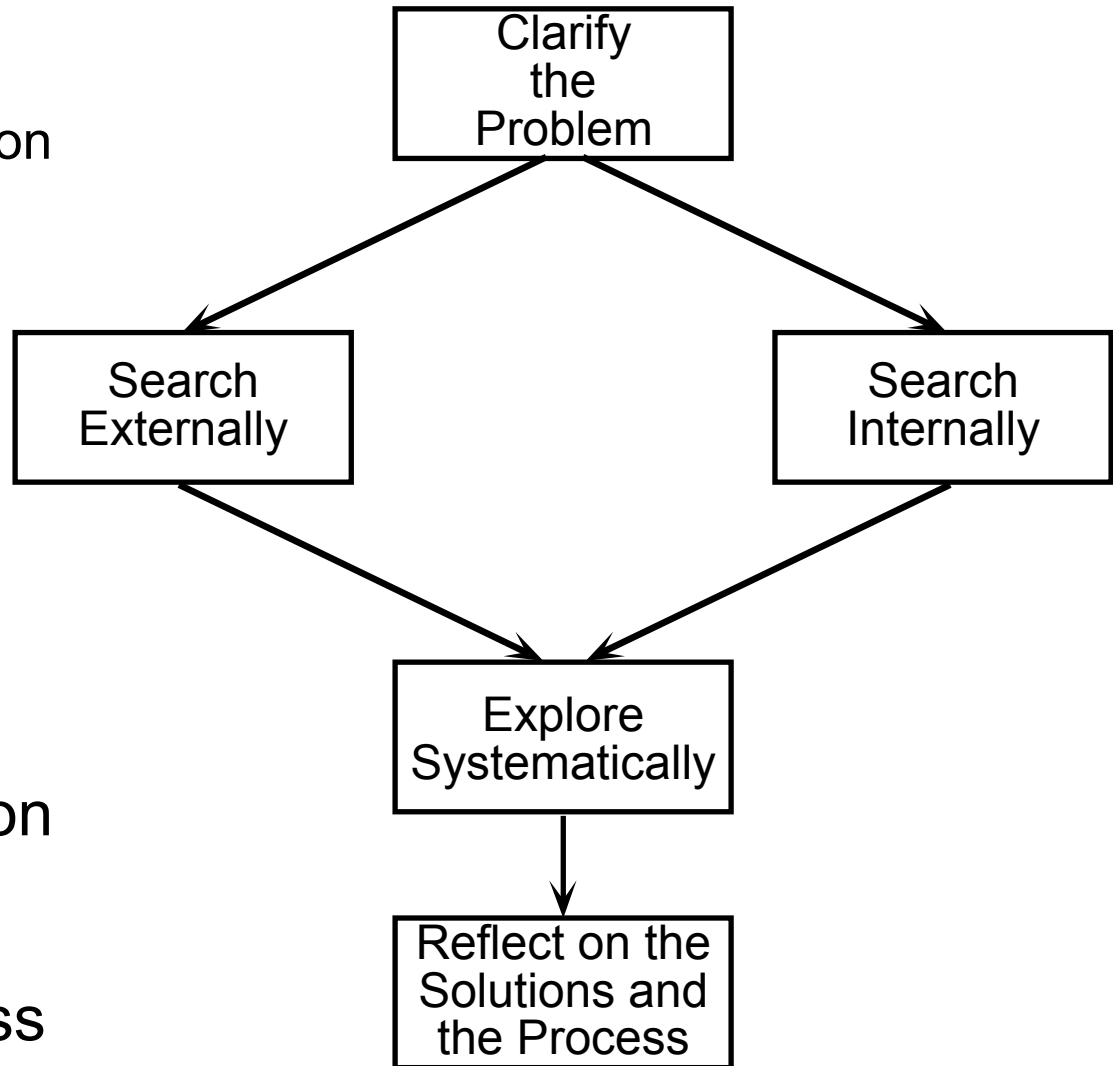 Clarify
the
Problem
on
Search
Externally
Search
Internally
Explore
Systematically
on
Reflect on the
Solutions and
the Process
ss